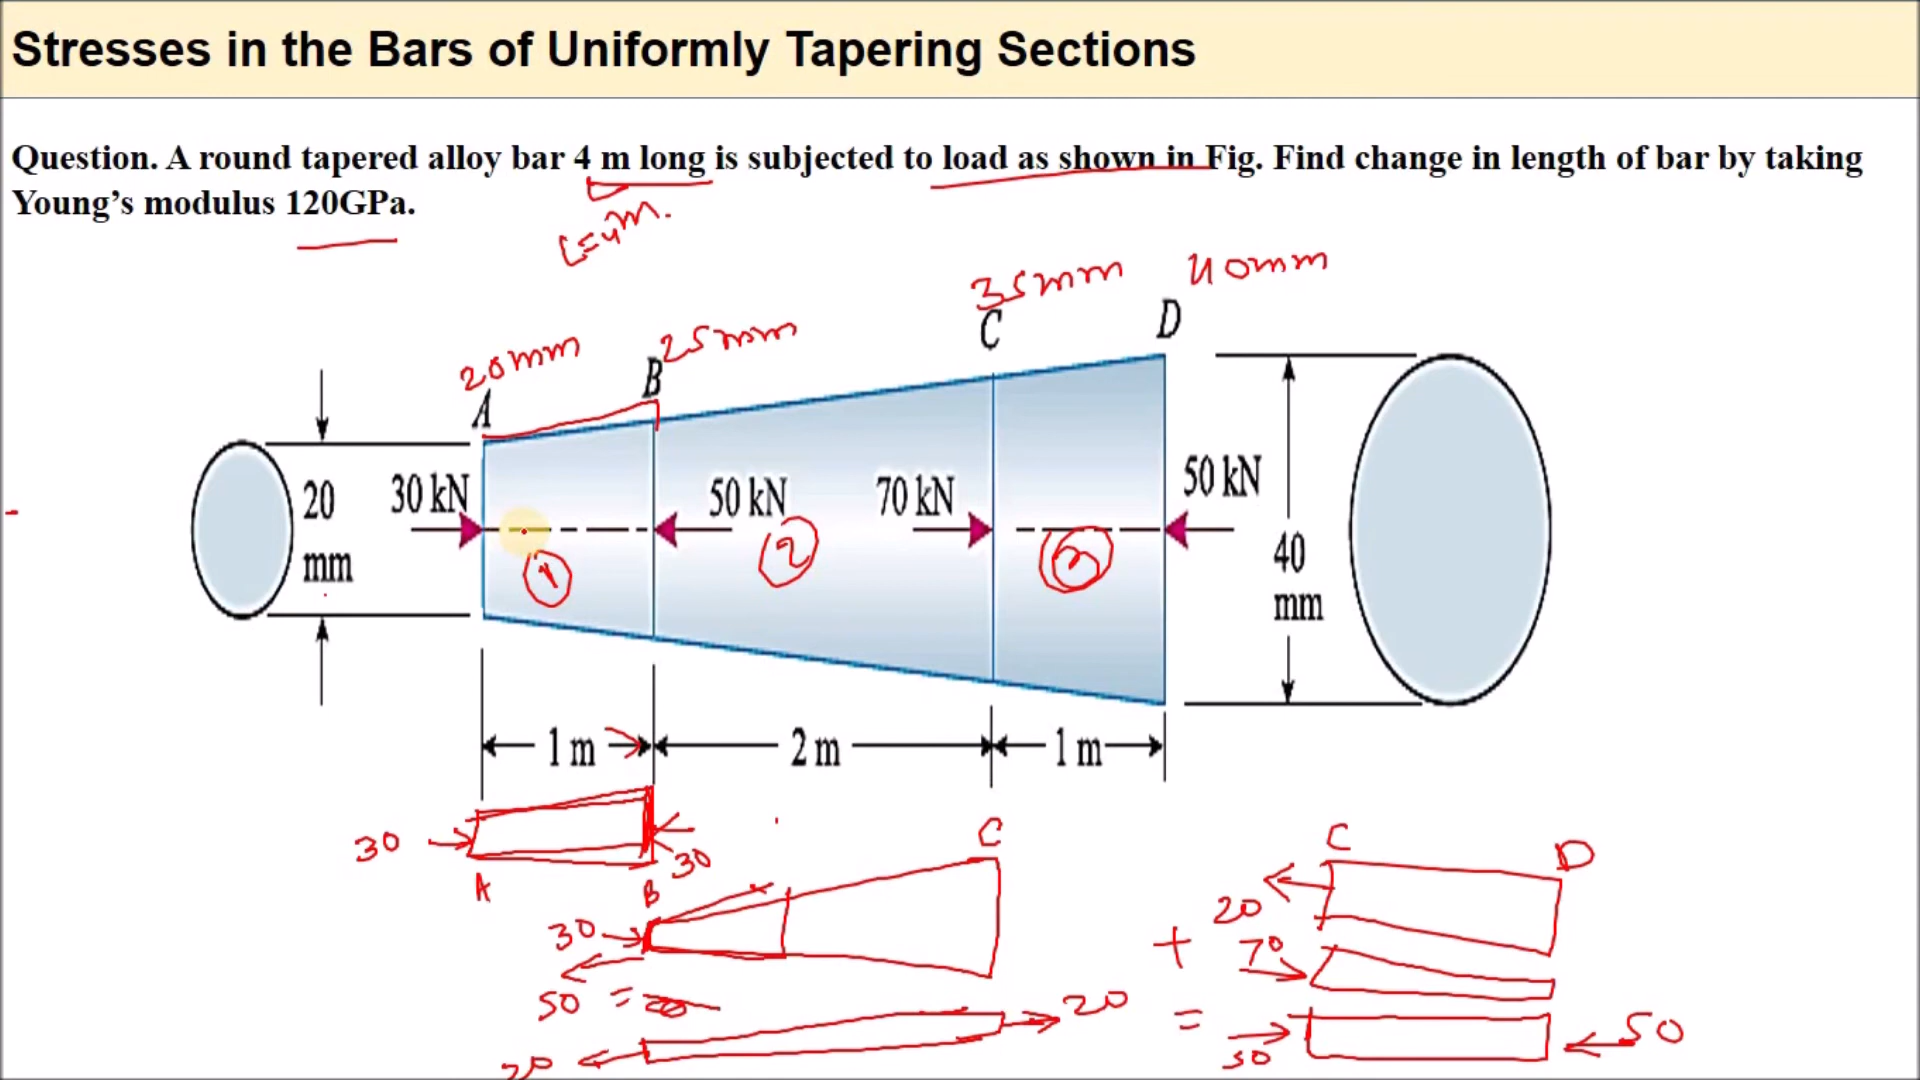 Stresses in the Bars of Uniformly Tapering Sections
Question. A round tapered alloy bar 4 m long is subjected to load as shown in Fig. Find change in length of bar by taking
Young's modulus 120GPa.
L=4m.
35mm 40mm
20mm 25mm
A B C D
20
mm
30 kN 50 kN 70 kN 50 kN
40
mm
1 2 3
1 m 2 m 1 m
30 30
A B C
30
50 =
20 20
C D
20
+ 70
= 50 50